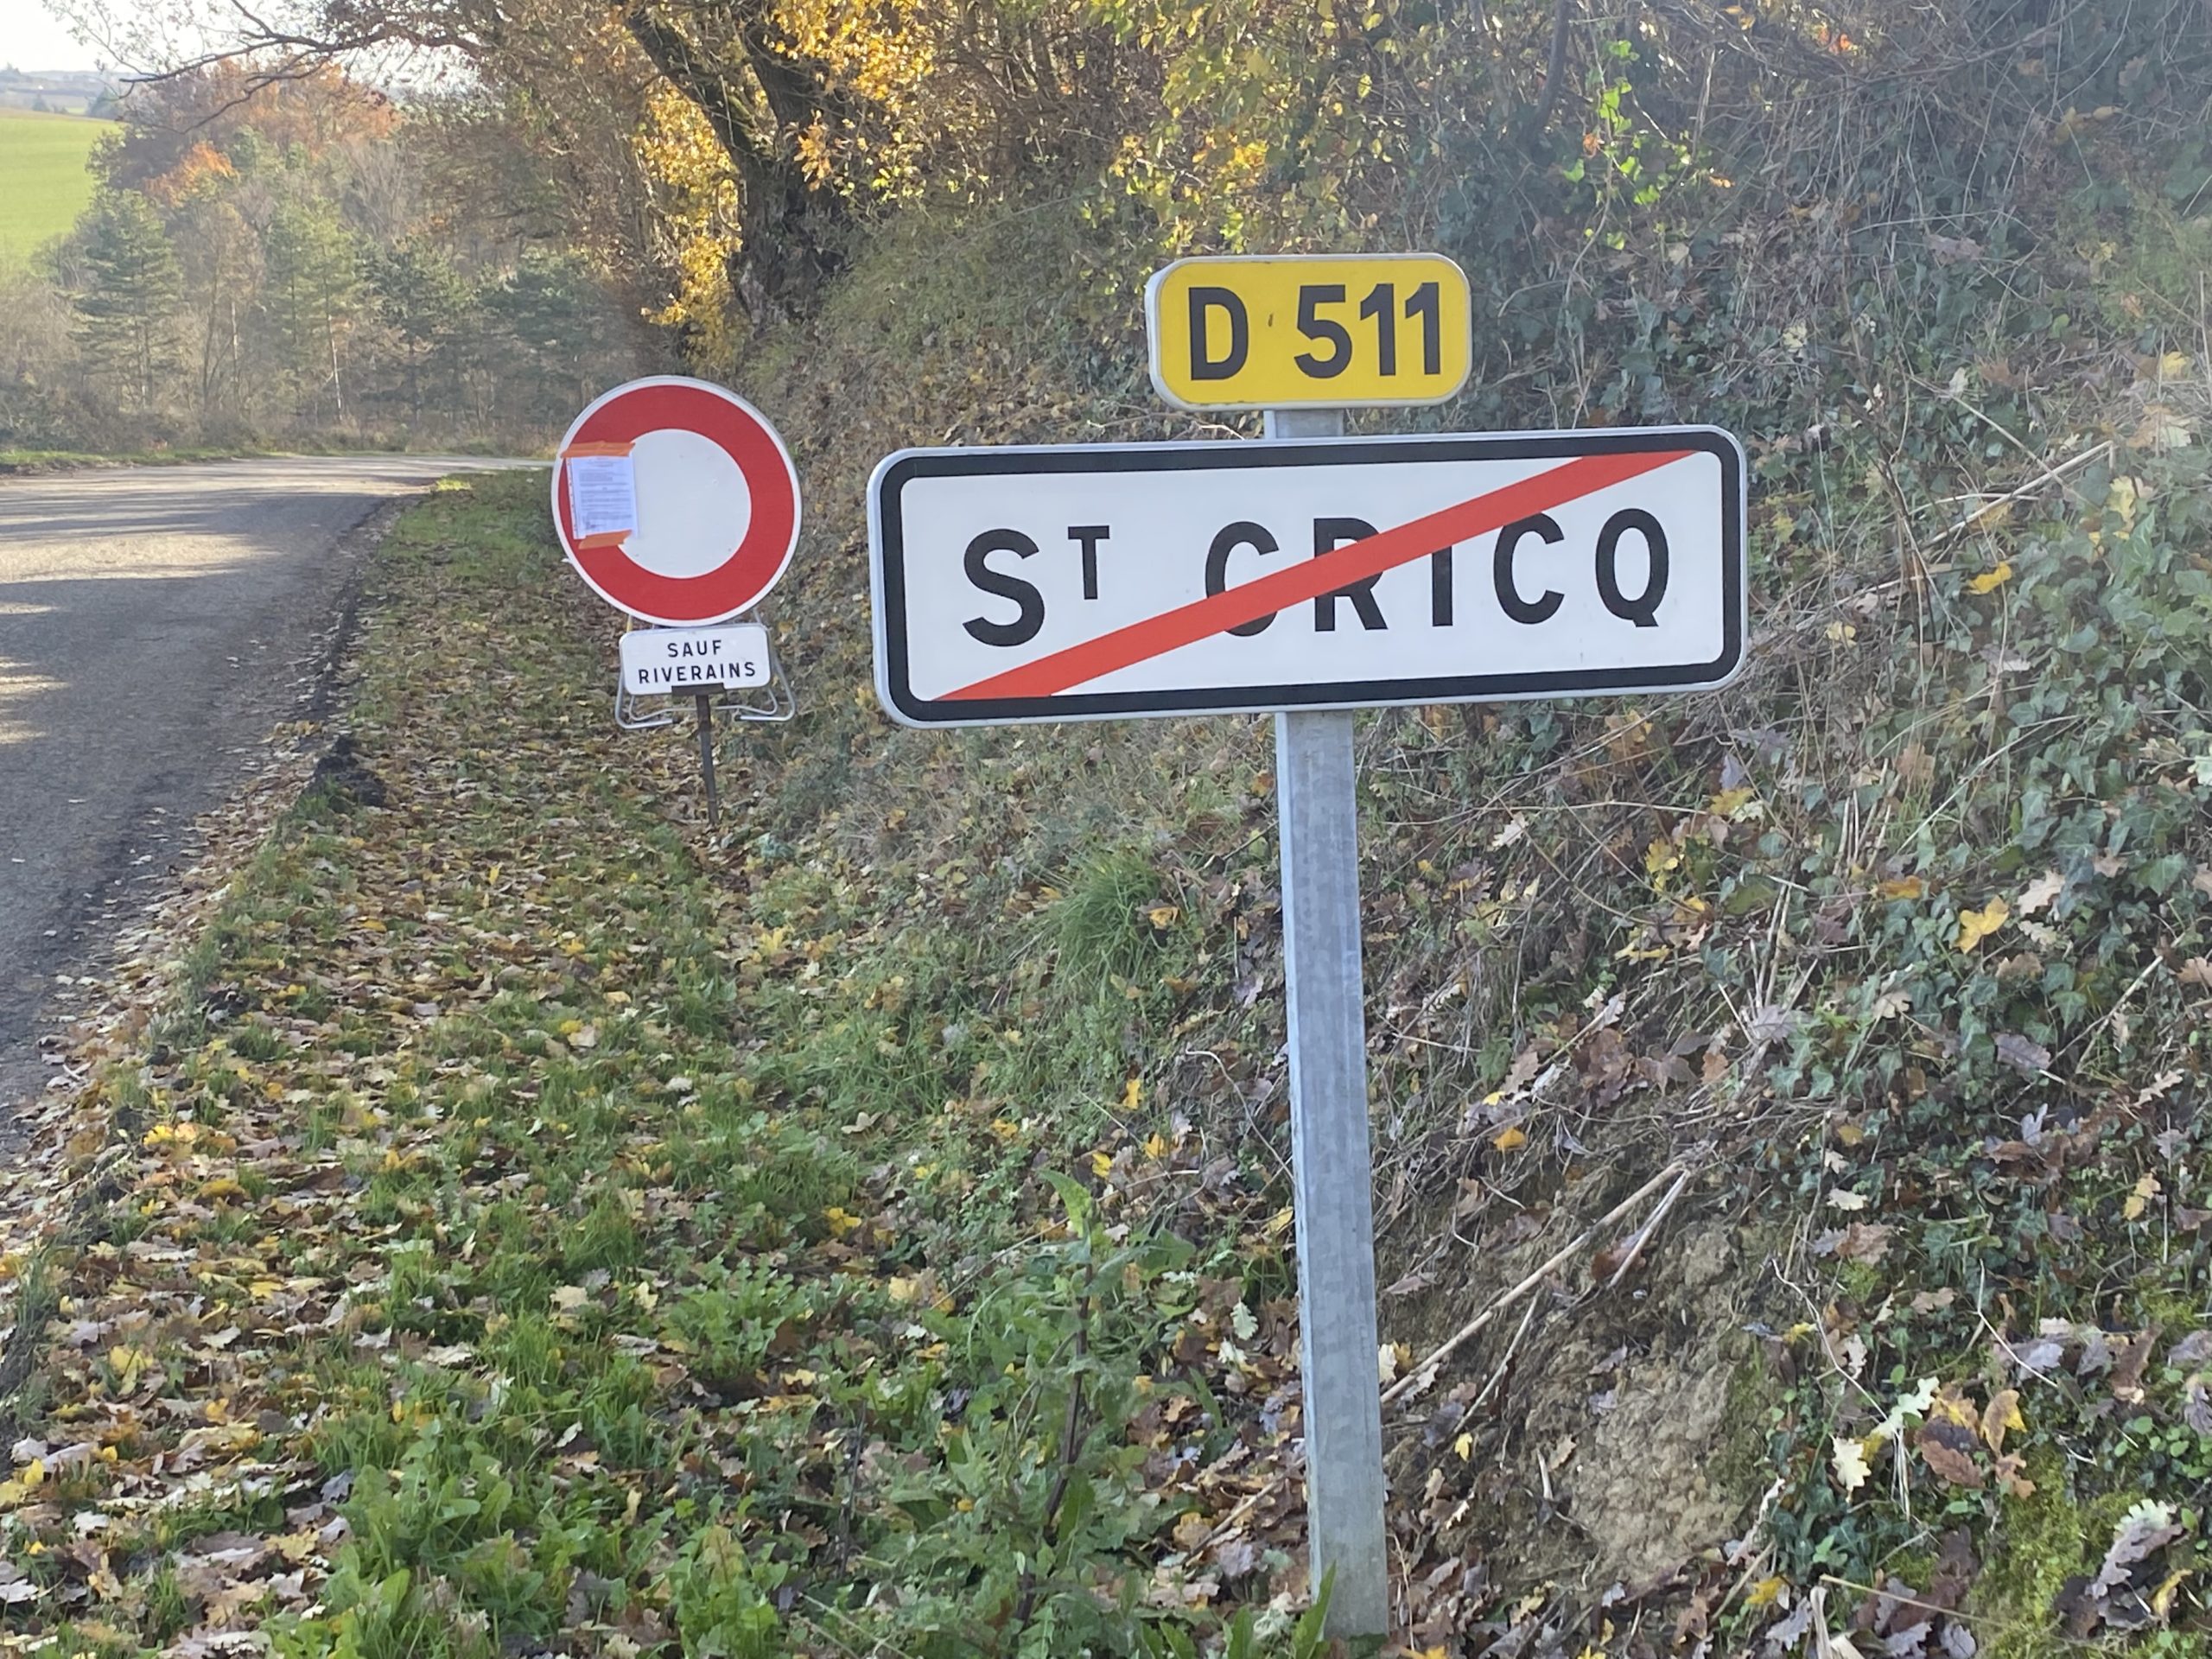 D 511
ST CRICQ
SAUF
RIVERAINS